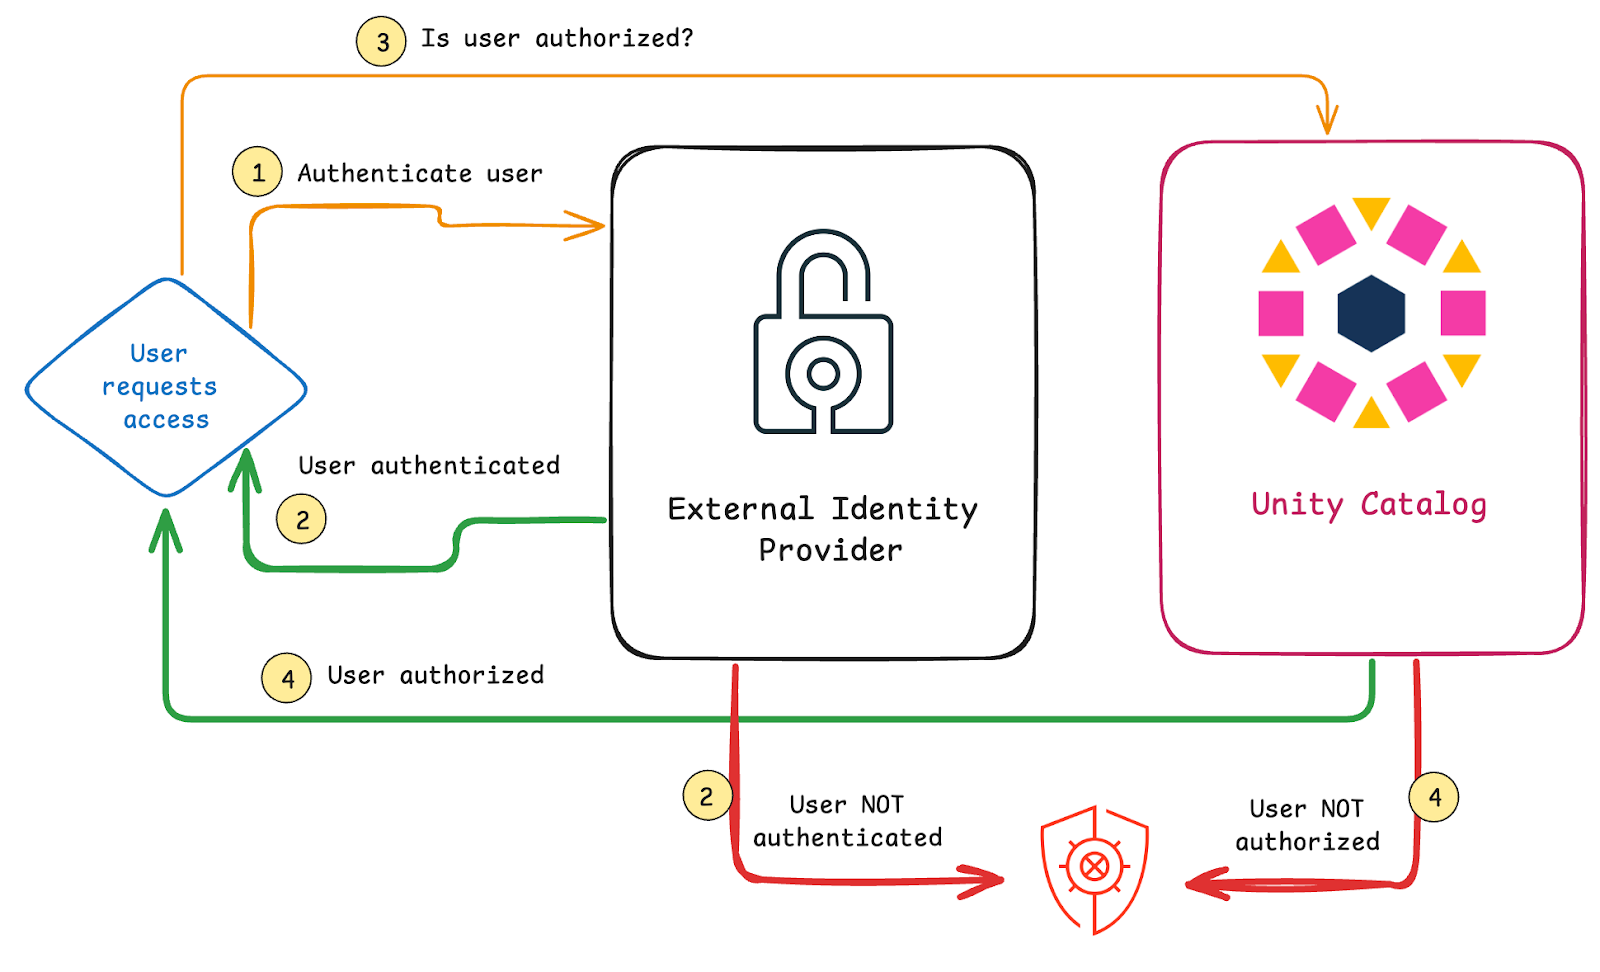 3
Is user authorized?
1
Authenticate user
User
requests
access
User authenticated
2
External Identity
Provider
Unity Catalog
4
User authorized
2
User NOT
authenticated
User NOT
authorized
4